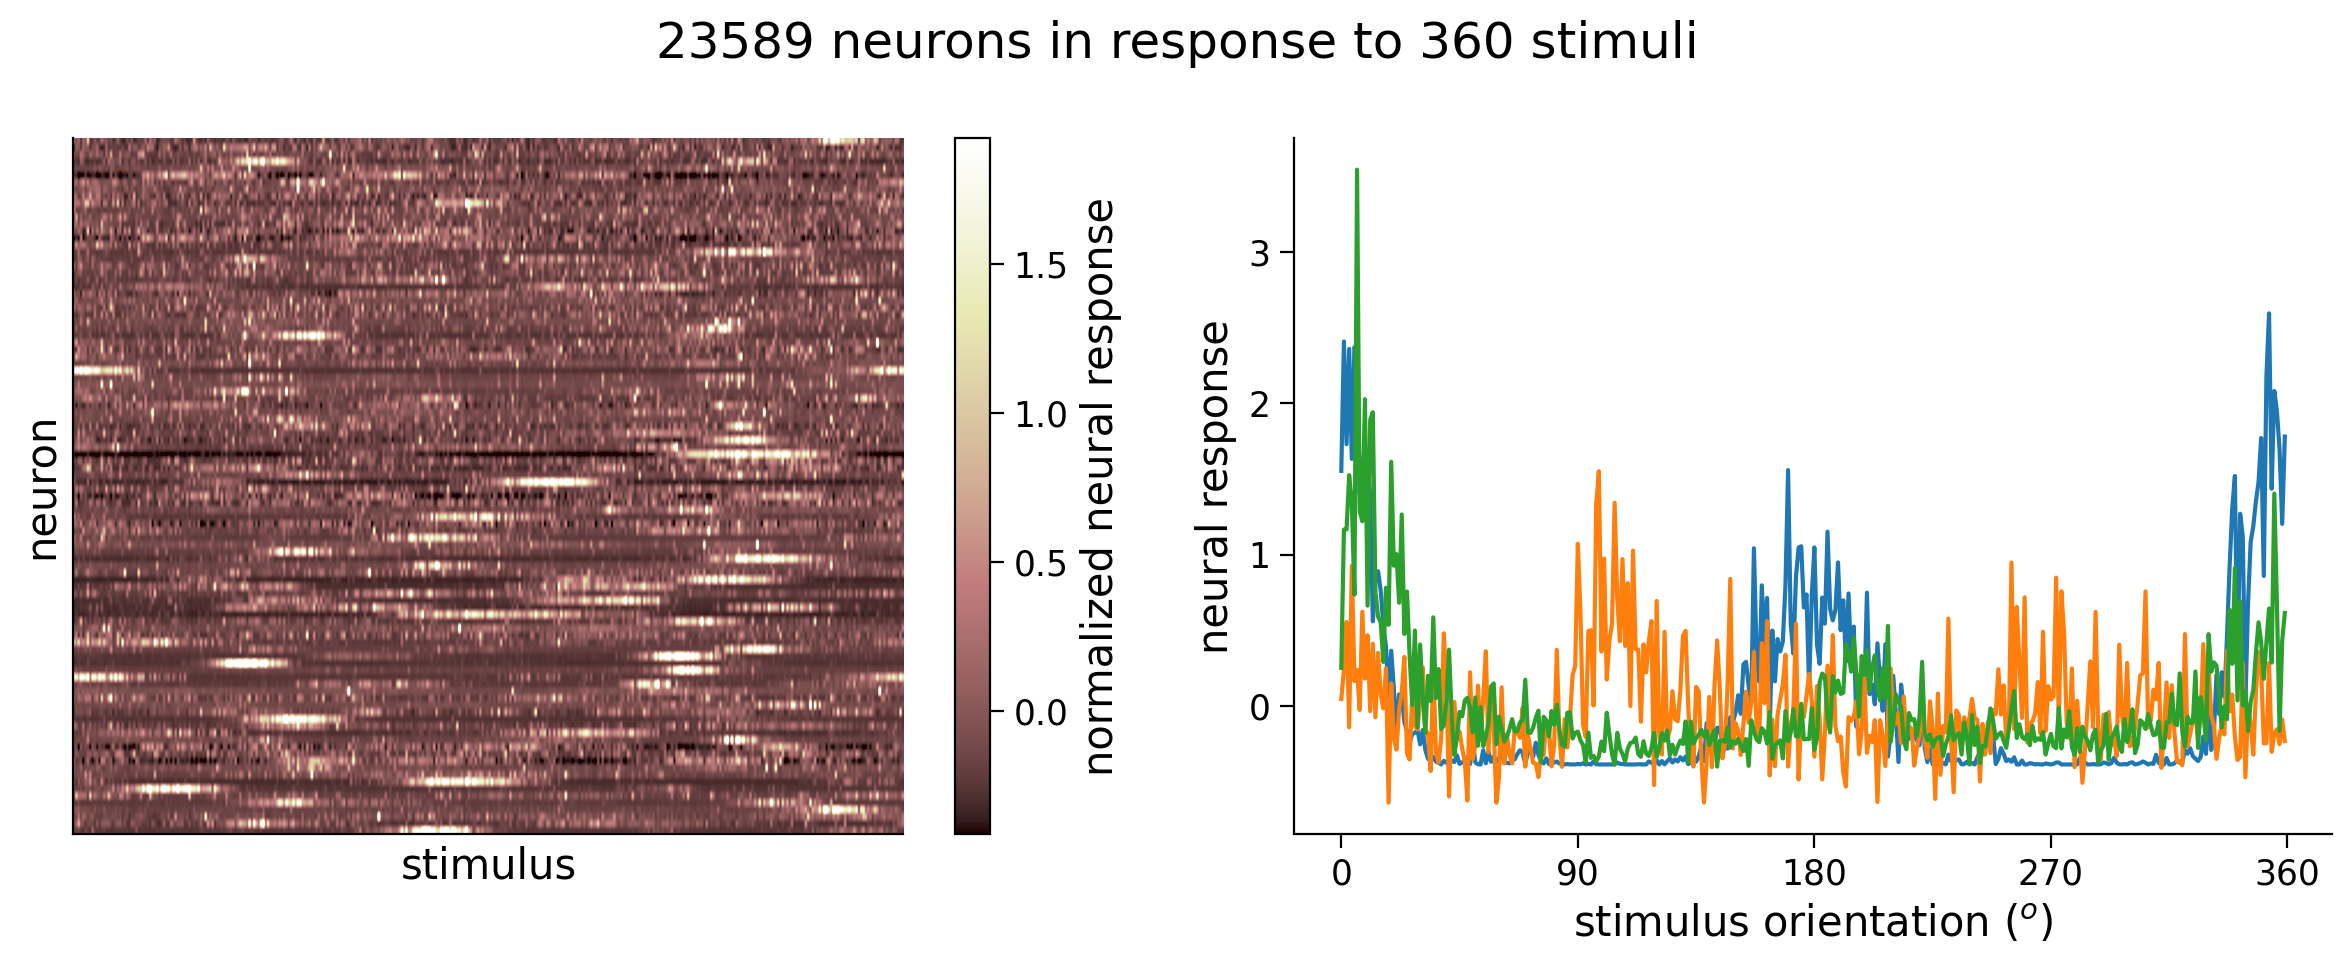 23589 neurons in response to 360 stimuli
neuron
stimulus
1.5
1.0
0.5
0.0
normalized neural response
neural response
3
2
1
0
0 90 180 270 360
stimulus orientation (°)